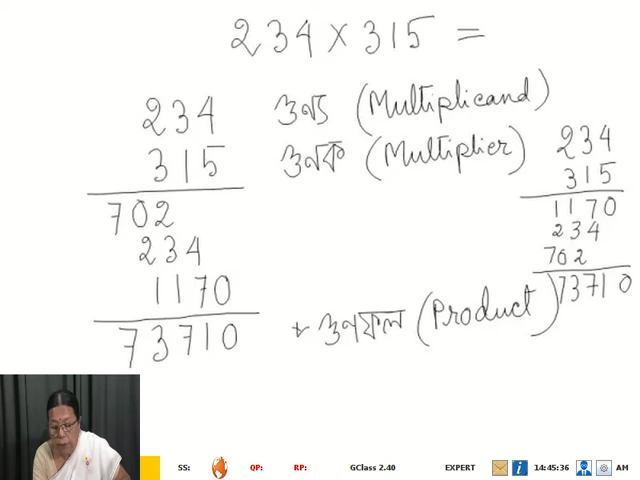 234 × 315 =
234 গুণ্য (Multiplicand)
315 গুণক (Multiplier)
702
234
1170
73710 গুণফল (Product)
234
315
1170
234
702
73710
SS: QP: RP: GClass 2.40 EXPERT 14:45:36 AM